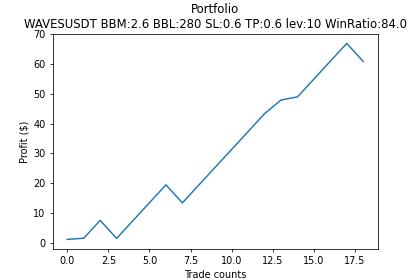 Portfolio
WAVESUSDT BBM:2.6 BBL:280 SL:0.6 TP:0.6 lev:10 WinRatio:84.0
70
60
50
40
30
20
10
0
Profit ($)
0.0 2.5 5.0 7.5 10.0 12.5 15.0 17.5
Trade counts